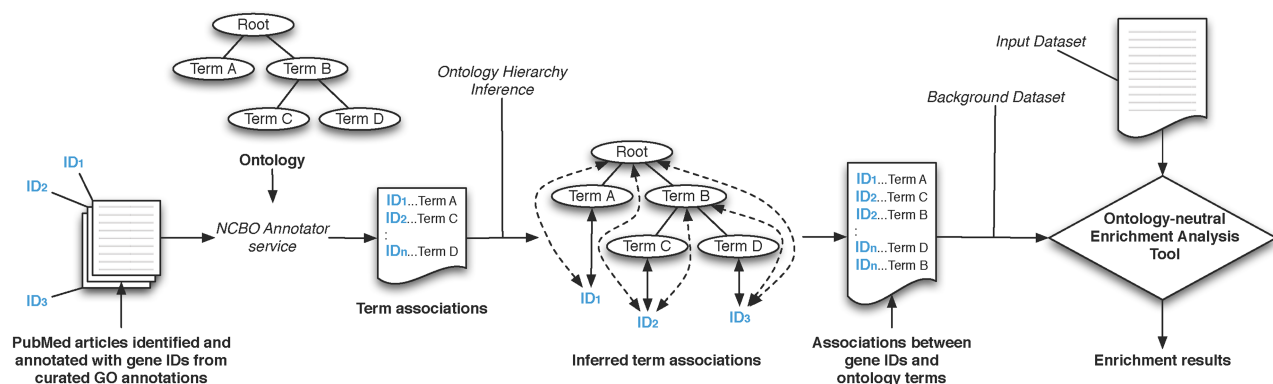 Root
Term A
Term B
Term C
Term D
Ontology
ID1
ID2
ID3
PubMed articles identified and
annotated with gene IDs from
curated GO annotations
NCBO Annotator
service
ID1...Term A
ID2...Term C
:
IDn...Term D
Term associations
Ontology Hierarchy
Inference
Root
Term A
Term B
Term C
Term D
ID1
ID2
ID3
Inferred term associations
ID1...Term A
ID2...Term C
ID2...Term B
:
IDn...Term D
IDn...Term B
Associations between
gene IDs and
ontology terms
Background Dataset
Input Dataset
Ontology-neutral
Enrichment Analysis
Tool
Enrichment results